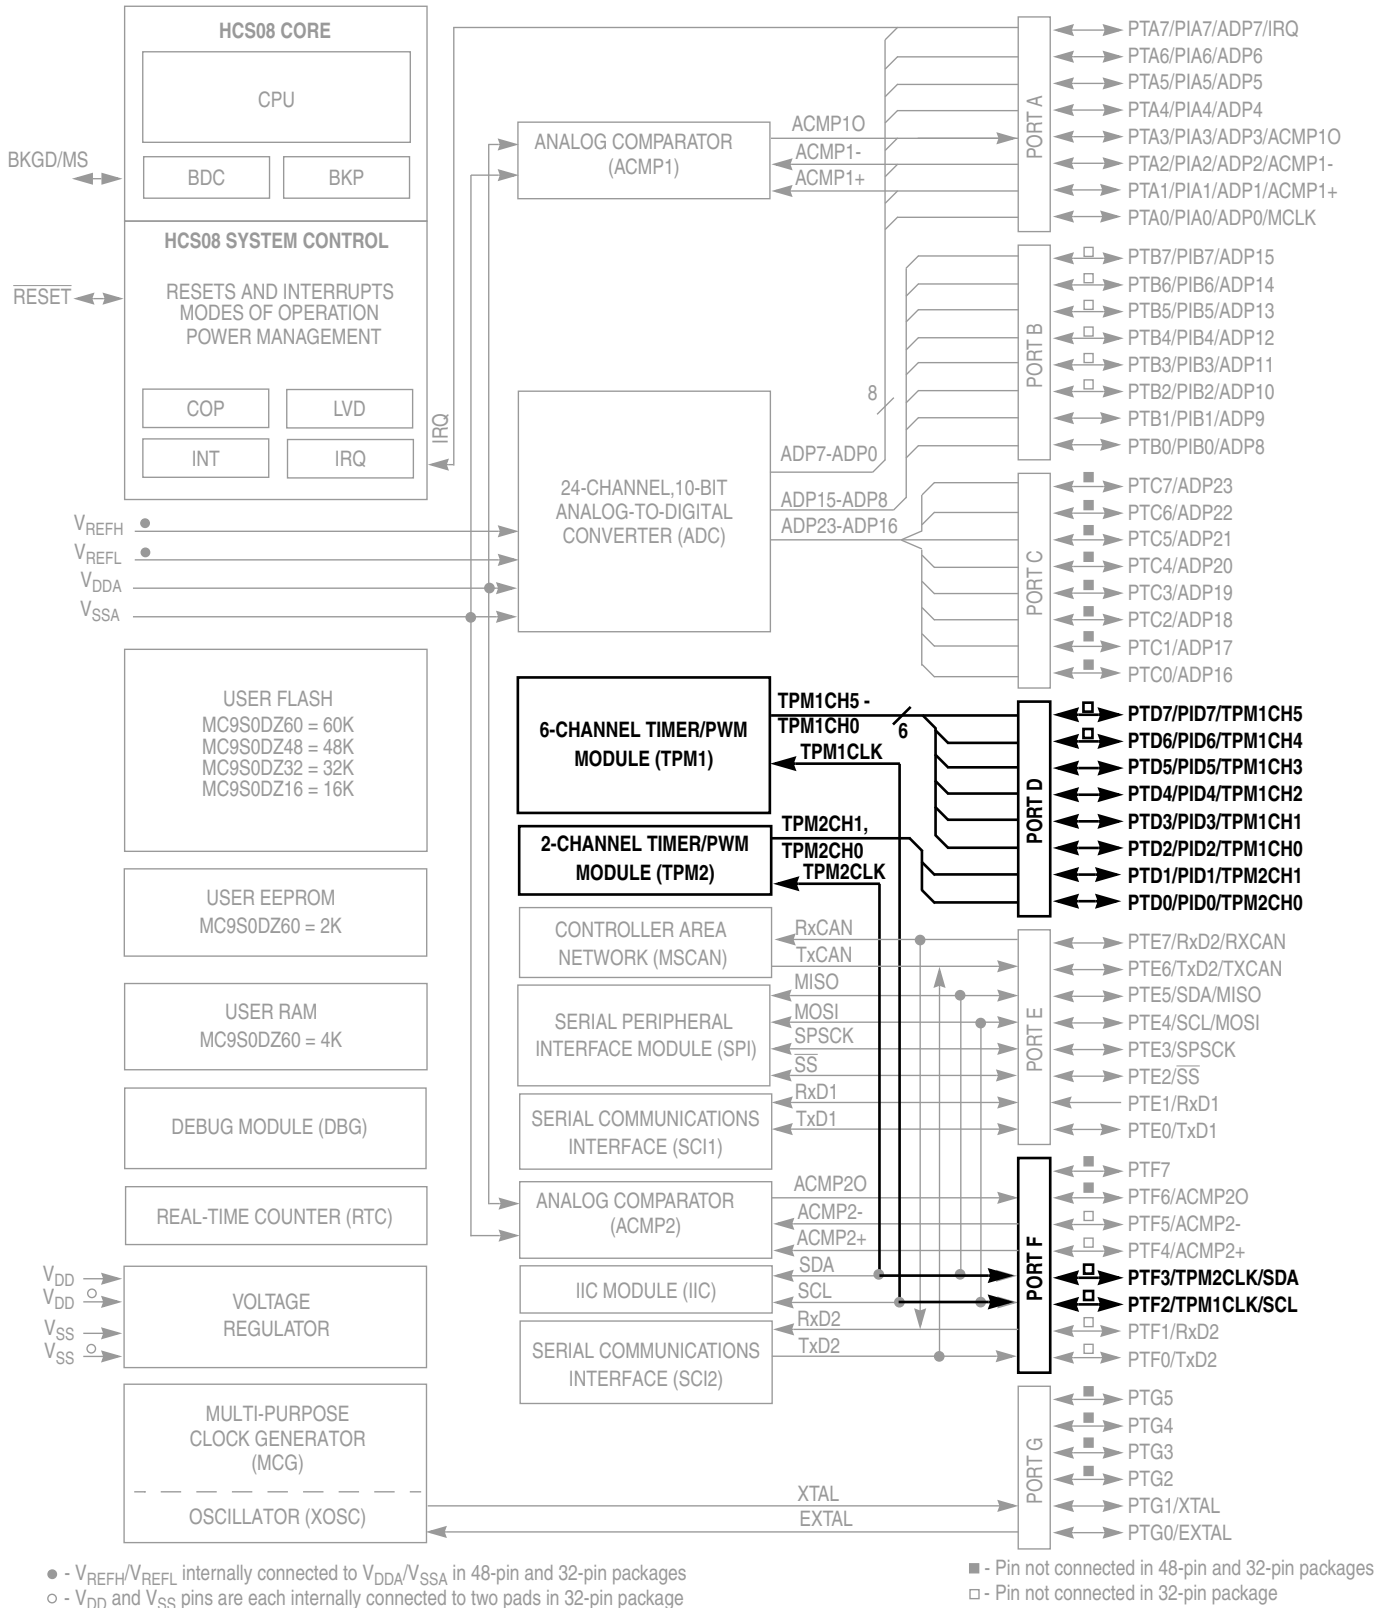 HCS08 CORE
CPU
BDC
BKP
BKGD/MS
HCS08 SYSTEM CONTROL
RESETS AND INTERRUPTS
MODES OF OPERATION
POWER MANAGEMENT
COP
LVD
INT
IRQ
RESET
IRQ
VREFH
VREFL
VDDA
VSSA
USER FLASH
MC9S0DZ60 = 60K
MC9S0DZ48 = 48K
MC9S0DZ32 = 32K
MC9S0DZ16 = 16K
USER EEPROM
MC9S0DZ60 = 2K
USER RAM
MC9S0DZ60 = 4K
DEBUG MODULE (DBG)
REAL-TIME COUNTER (RTC)
VDD
VDD
VSS
VSS
VOLTAGE
REGULATOR
MULTI-PURPOSE
CLOCK GENERATOR
(MCG)
OSCILLATOR (XOSC)
ANALOG COMPARATOR
(ACMP1)
ACMP1O
ACMP1-
ACMP1+
24-CHANNEL,10-BIT
ANALOG-TO-DIGITAL
CONVERTER (ADC)
8
ADP7-ADP0
ADP15-ADP8
ADP23-ADP16
6-CHANNEL TIMER/PWM
MODULE (TPM1)
TPM1CH5 -
TPM1CH0
6
TPM1CLK
2-CHANNEL TIMER/PWM
MODULE (TPM2)
TPM2CH1,
TPM2CH0
TPM2CLK
CONTROLLER AREA
NETWORK (MSCAN)
RxCAN
TxCAN
SERIAL PERIPHERAL
INTERFACE MODULE (SPI)
MISO
MOSI
SPSCK
SS
SERIAL COMMUNICATIONS
INTERFACE (SCI1)
RxD1
TxD1
ANALOG COMPARATOR
(ACMP2)
ACMP2O
ACMP2-
ACMP2+
IIC MODULE (IIC)
SDA
SCL
SERIAL COMMUNICATIONS
INTERFACE (SCI2)
RxD2
TxD2
XTAL
EXTAL
PORT A
PTA7/PIA7/ADP7/IRQ
PTA6/PIA6/ADP6
PTA5/PIA5/ADP5
PTA4/PIA4/ADP4
PTA3/PIA3/ADP3/ACMP1O
PTA2/PIA2/ADP2/ACMP1-
PTA1/PIA1/ADP1/ACMP1+
PTA0/PIA0/ADP0/MCLK
PORT B
PTB7/PIB7/ADP15
PTB6/PIB6/ADP14
PTB5/PIB5/ADP13
PTB4/PIB4/ADP12
PTB3/PIB3/ADP11
PTB2/PIB2/ADP10
PTB1/PIB1/ADP9
PTB0/PIB0/ADP8
PORT C
PTC7/ADP23
PTC6/ADP22
PTC5/ADP21
PTC4/ADP20
PTC3/ADP19
PTC2/ADP18
PTC1/ADP17
PTC0/ADP16
PORT D
PTD7/PID7/TPM1CH5
PTD6/PID6/TPM1CH4
PTD5/PID5/TPM1CH3
PTD4/PID4/TPM1CH2
PTD3/PID3/TPM1CH1
PTD2/PID2/TPM1CH0
PTD1/PID1/TPM2CH1
PTD0/PID0/TPM2CH0
PORT E
PTE7/RxD2/RXCAN
PTE6/TxD2/TXCAN
PTE5/SDA/MISO
PTE4/SCL/MOSI
PTE3/SPSCK
PTE2/SS
PTE1/RxD1
PTE0/TxD1
PORT F
PTF7
PTF6/ACMP2O
PTF5/ACMP2-
PTF4/ACMP2+
PTF3/TPM2CLK/SDA
PTF2/TPM1CLK/SCL
PTF1/RxD2
PTF0/TxD2
PORT G
PTG5
PTG4
PTG3
PTG2
PTG1/XTAL
PTG0/EXTAL
● - VREFH/VREFL internally connected to VDDA/VSSA in 48-pin and 32-pin packages
○ - VDD and VSS pins are each internally connected to two pads in 32-pin package
■ - Pin not connected in 48-pin and 32-pin packages
□ - Pin not connected in 32-pin package